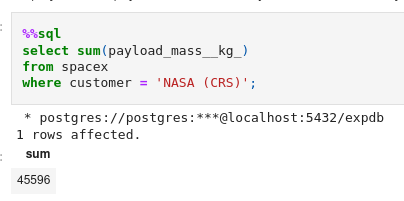 %%sql
select sum(payload_mass__kg_)
from spacex
where customer = 'NASA (CRS)';
* postgres://postgres:***@localhost:5432/expdb
1 rows affected.
sum
45596